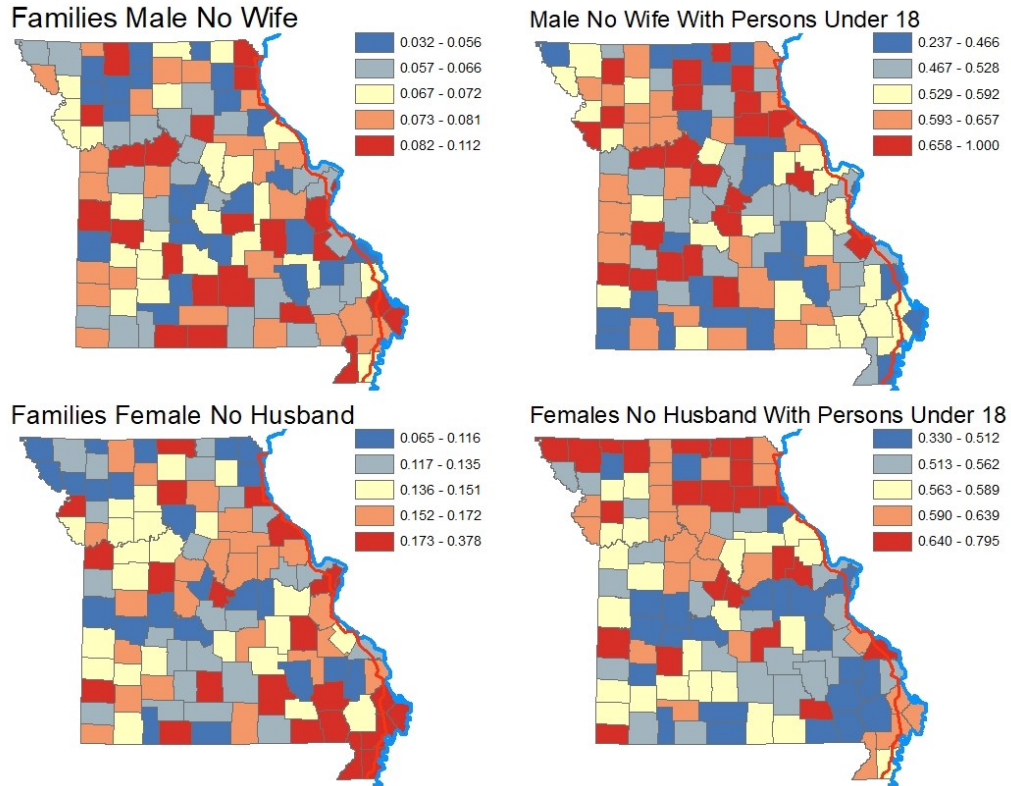 Families Male No Wife
0.032 - 0.056
0.057 - 0.066
0.067 - 0.072
0.073 - 0.081
0.082 - 0.112
Male No Wife With Persons Under 18
0.237 - 0.466
0.467 - 0.528
0.529 - 0.592
0.593 - 0.657
0.658 - 1.000
Families Female No Husband
0.065 - 0.116
0.117 - 0.135
0.136 - 0.151
0.152 - 0.172
0.173 - 0.378
Females No Husband With Persons Under 18
0.330 - 0.512
0.513 - 0.562
0.563 - 0.589
0.590 - 0.639
0.640 - 0.795